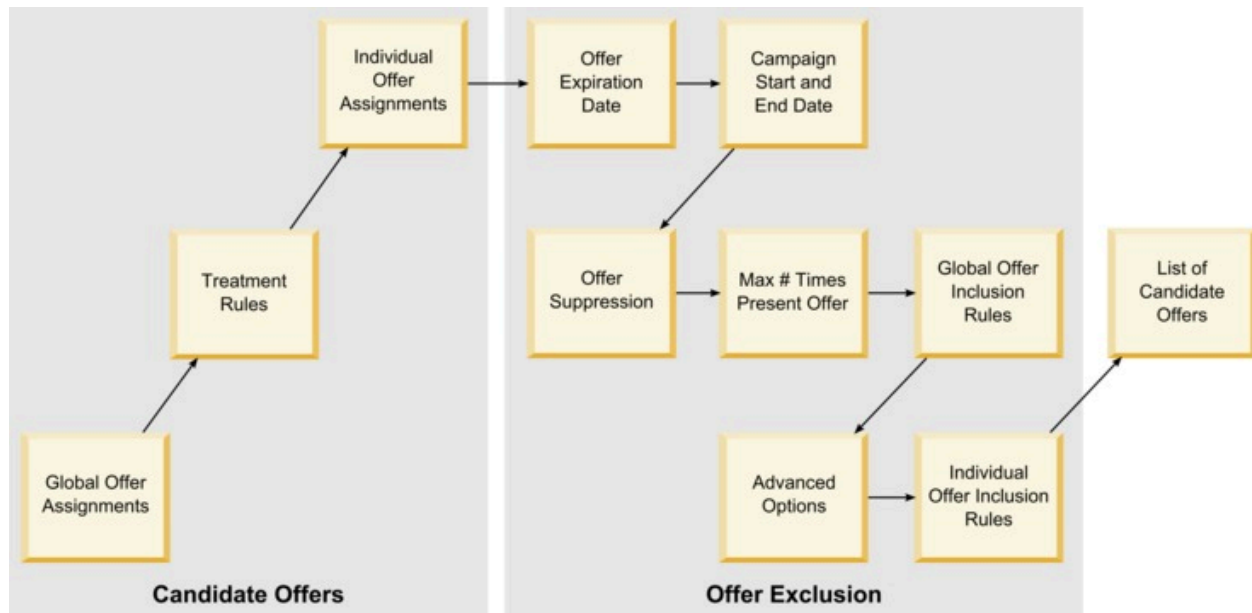 Individual
Offer
Assignments
Offer
Expiration
Date
Campaign
Start and
End Date
Treatment
Rules
Offer
Suppression
Max # Times
Present Offer
Global Offer
Inclusion
Rules
List of
Candidate
Offers
Global Offer
Assignments
Advanced
Options
Individual
Offer Inclusion
Rules
Candidate Offers
Offer Exclusion